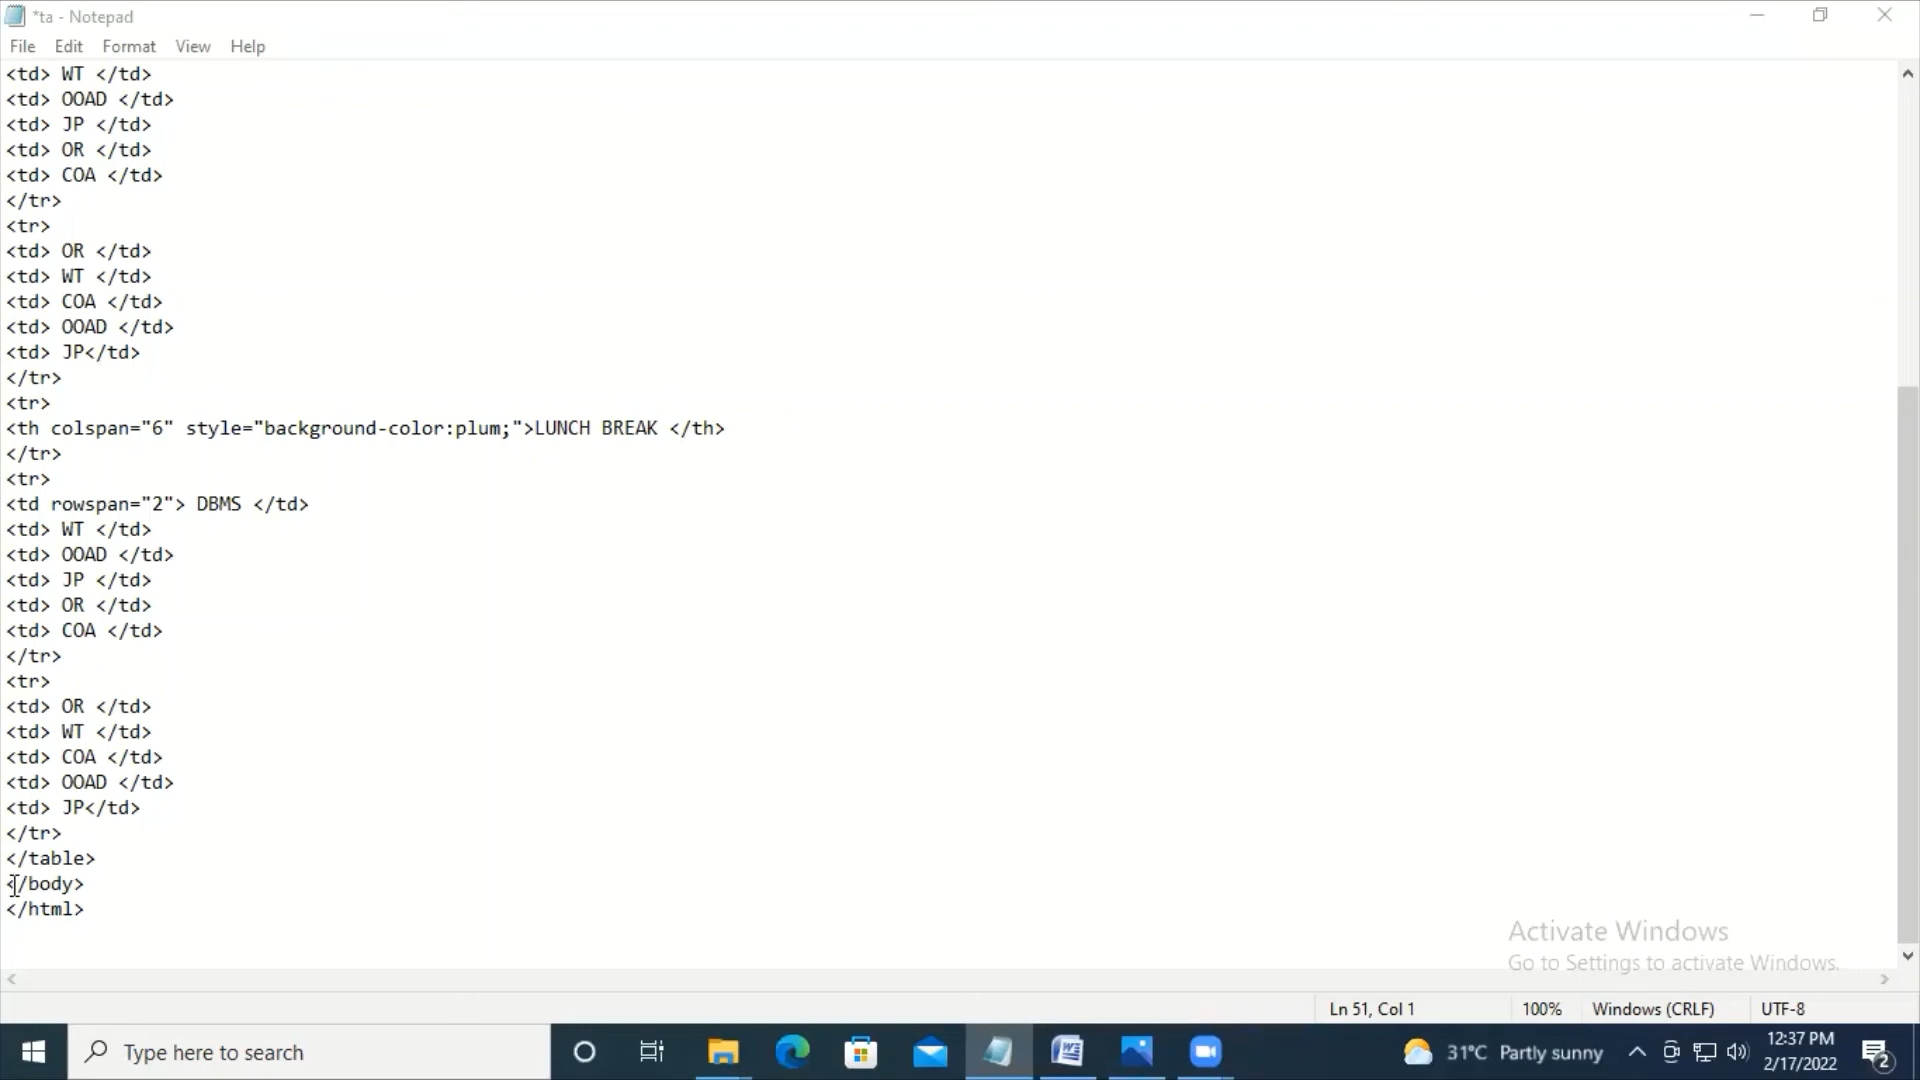 *ta - Notepad
File Edit Format View Help
<td> WT </td>
<td> OOAD </td>
<td> JP </td>
<td> OR </td>
<td> COA </td>
</tr>
<tr>
<td> OR </td>
<td> WT </td>
<td> COA </td>
<td> OOAD </td>
<td> JP</td>
</tr>
<tr>
<th colspan="6" style="background-color:plum;">LUNCH BREAK </th>
</tr>
<tr>
<td rowspan="2"> DBMS </td>
<td> WT </td>
<td> OOAD </td>
<td> JP </td>
<td> OR </td>
<td> COA </td>
</tr>
<tr>
<td> OR </td>
<td> WT </td>
<td> COA </td>
<td> OOAD </td>
<td> JP</td>
</tr>
</table>
</body>
</html>
Activate Windows
Go to Settings to activate Windows.
Ln 51, Col 1 100% Windows (CRLF) UTF-8
Type here to search 31°C Partly sunny 12:37 PM
2/17/2022 2